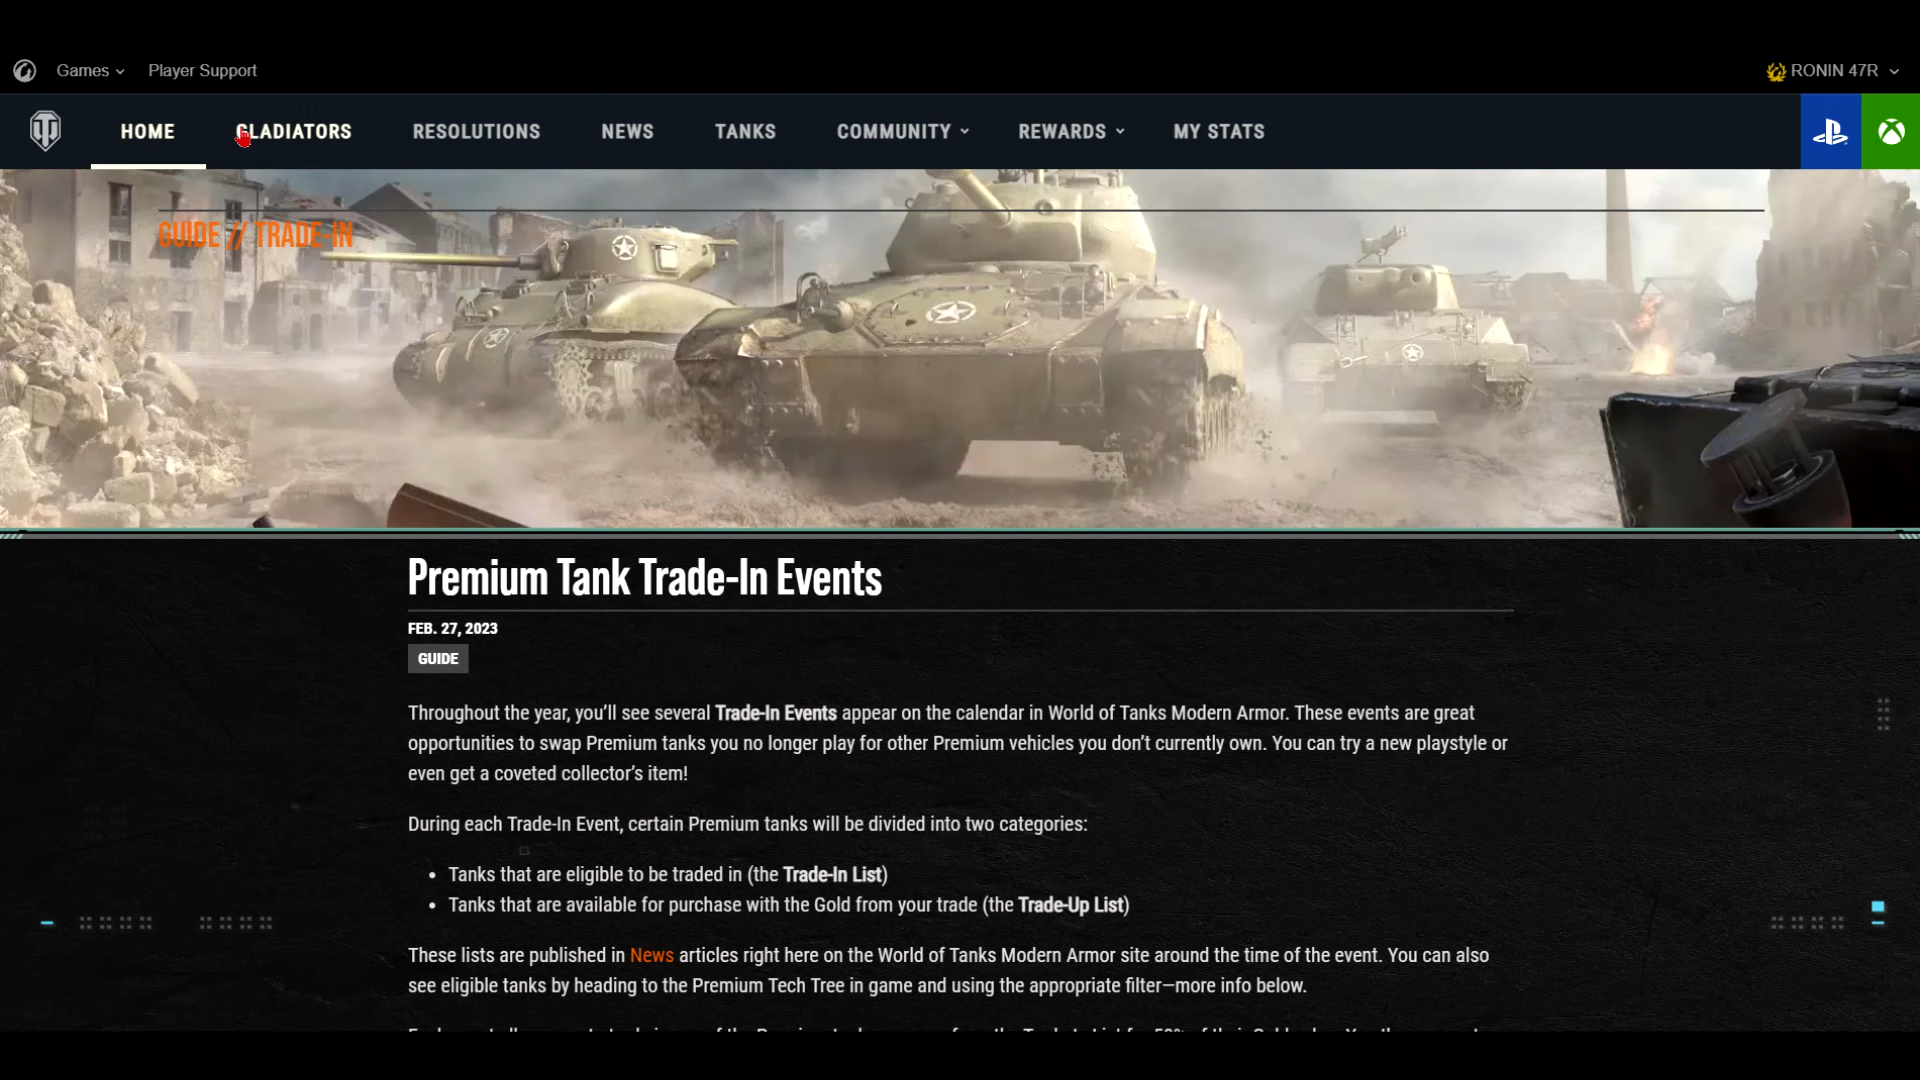 Games Player Support RONIN 47R
HOME GLADIATORS RESOLUTIONS NEWS TANKS COMMUNITY REWARDS MY STATS
GUIDE // TRADE-IN
Premium Tank Trade-In Events
FEB. 27, 2023
GUIDE
Throughout the year, you’ll see several Trade-In Events appear on the calendar in World of Tanks Modern Armor. These events are great
opportunities to swap Premium tanks you no longer play for other Premium vehicles you don’t currently own. You can try a new playstyle or
even get a coveted collector’s item!
During each Trade-In Event, certain Premium tanks will be divided into two categories:
• Tanks that are eligible to be traded in (the Trade-In List)
• Tanks that are available for purchase with the Gold from your trade (the Trade-Up List)
These lists are published in News articles right here on the World of Tanks Modern Armor site around the time of the event. You can also
see eligible tanks by heading to the Premium Tech Tree in game and using the appropriate filter—more info below.